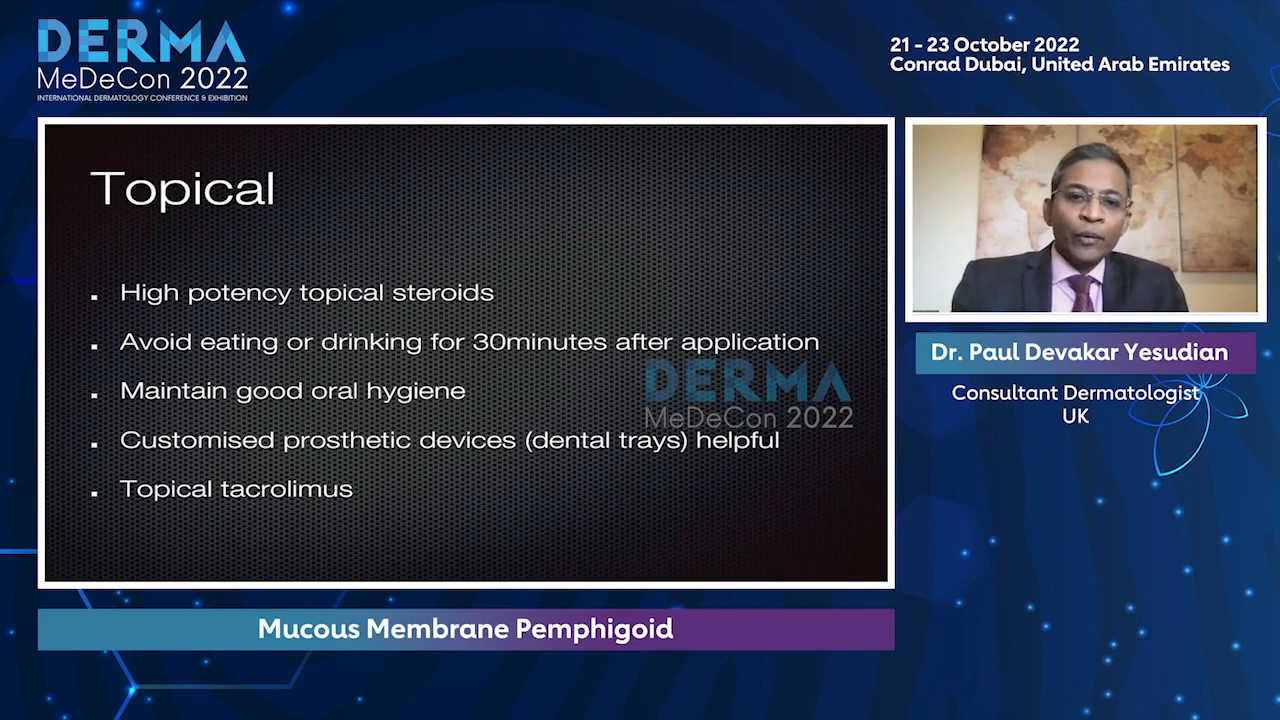 DERMA
MeDeCon 2022
INTERNATIONAL DERMATOLOGY CONFERENCE & EXHIBITION
21 - 23 October 2022
Conrad Dubai, United Arab Emirates
Topical
High potency topical steroids
Avoid eating or drinking for 30minutes after application
Maintain good oral hygiene
Customised prosthetic devices (dental trays) helpful
Topical tacrolimus
DERMA
MeDeCon 2022
Dr. Paul Devakar Yesudian
Consultant Dermatologist
UK
Mucous Membrane Pemphigoid